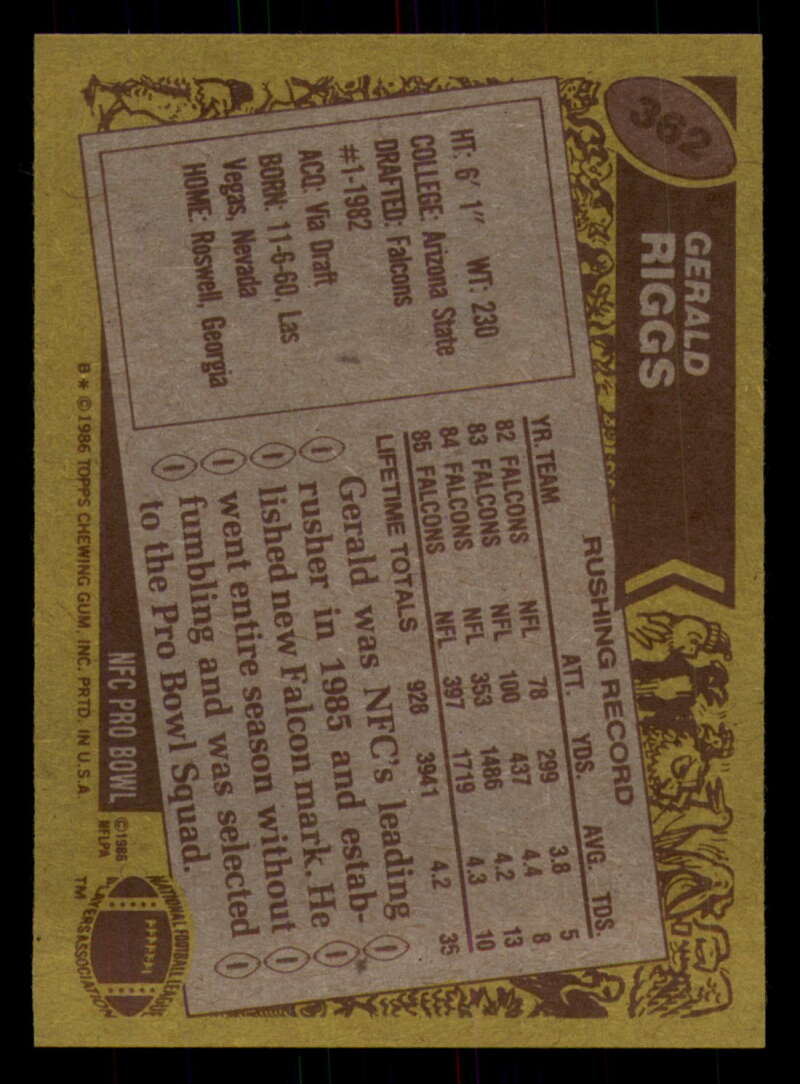 362
GERALD
RIGGS
HT: 6' 1" WT: 230
COLLEGE: Arizona State
DRAFTED: Falcons
#1-1982
ACQ: Via Draft
BORN: 11-6-60, Las
Vegas, Nevada
HOME: Roswell, Georgia
RUSHING RECORD
YR. TEAM ATT. YDS. AVG. TDS.
82 FALCONS NFL 78 299 3.8 5
83 FALCONS NFL 100 437 4.4 8
84 FALCONS NFL 353 1486 4.2 13
85 FALCONS NFL 397 1719 4.3 10
LIFETIME TOTALS 928 3941 4.2 36
Gerald was NFC's leading
rusher in 1985 and estab-
lished new Falcon mark. He
went entire season without
fumbling and was selected
to the Pro Bowl Squad.
NFC PRO BOWL
B* ©1986 TOPPS CHEWING GUM, INC. PRTD. IN U.S.A.
©1986
NFLPA
NATIONAL FOOTBALL LEAGUE
PLAYERS ASSOCIATION
TM